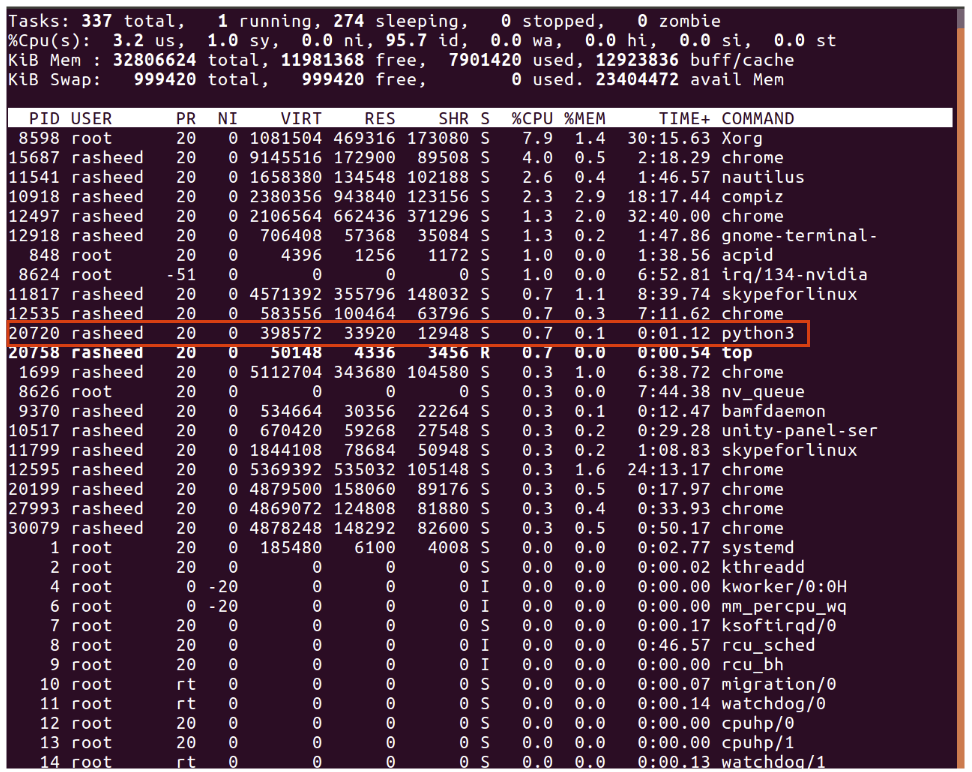 Tasks: 337 total,   1 running, 274 sleeping,   0 stopped,   0 zombie
%Cpu(s):  3.2 us,  1.0 sy,  0.0 ni, 95.7 id,  0.0 wa,  0.0 hi,  0.0 si,  0.0 st
KiB Mem : 32806624 total, 11981368 free,  7901420 used, 12923836 buff/cache
KiB Swap:   999420 total,   999420 free,        0 used. 23404472 avail Mem
PID USER PR NI VIRT RES SHR S %CPU %MEM TIME+ COMMAND
8598 root 20 0 1081504 469316 173080 S 7.9 1.4 30:15.63 Xorg
15687 rasheed 20 0 9145516 172900 89508 S 4.0 0.5 2:18.29 chrome
11541 rasheed 20 0 1658380 134548 102188 S 2.6 0.4 1:46.57 nautilus
10918 rasheed 20 0 2380356 943840 123156 S 2.3 2.9 18:17.44 compiz
12497 rasheed 20 0 2106564 662436 371296 S 1.3 2.0 32:40.00 chrome
12918 rasheed 20 0 706408 57368 35084 S 1.3 0.2 1:47.86 gnome-terminal-
848 root 20 0 4396 1256 1172 S 1.0 0.0 1:38.56 acpid
8624 root -51 0 0 0 0 S 1.0 0.0 6:52.81 irq/134-nvidia
11817 rasheed 20 0 4571392 355796 148032 S 0.7 1.1 8:39.74 skypeforlinux
12535 rasheed 20 0 583556 100464 63796 S 0.7 0.3 7:11.62 chrome
20720 rasheed 20 0 398572 33920 12948 S 0.7 0.1 0:01.12 python3
20758 rasheed 20 0 50148 4336 3456 R 0.7 0.0 0:00.54 top
1699 rasheed 20 0 5112704 343680 104580 S 0.3 1.0 6:38.72 chrome
8626 root 20 0 0 0 0 S 0.3 0.0 7:44.38 nv_queue
9370 rasheed 20 0 534664 30356 22264 S 0.3 0.1 0:12.47 bamfdaemon
10517 rasheed 20 0 670420 59268 27548 S 0.3 0.2 0:29.28 unity-panel-ser
11799 rasheed 20 0 1844108 78684 50948 S 0.3 0.2 1:08.83 skypeforlinux
12595 rasheed 20 0 5369392 535032 105148 S 0.3 1.6 24:13.17 chrome
20199 rasheed 20 0 4879500 158060 89176 S 0.3 0.5 0:17.97 chrome
27993 rasheed 20 0 4869072 124808 81880 S 0.3 0.4 0:33.93 chrome
30079 rasheed 20 0 4878248 148292 82600 S 0.3 0.5 0:50.17 chrome
1 root 20 0 185480 6100 4008 S 0.0 0.0 0:02.77 systemd
2 root 20 0 0 0 0 S 0.0 0.0 0:00.02 kthreadd
4 root 0 -20 0 0 0 I 0.0 0.0 0:00.00 kworker/0:0H
6 root 0 -20 0 0 0 I 0.0 0.0 0:00.00 mm_percpu_wq
7 root 20 0 0 0 0 S 0.0 0.0 0:00.17 ksoftirqd/0
8 root 20 0 0 0 0 I 0.0 0.0 0:46.57 rcu_sched
9 root 20 0 0 0 0 I 0.0 0.0 0:00.00 rcu_bh
10 root rt 0 0 0 0 S 0.0 0.0 0:00.07 migration/0
11 root rt 0 0 0 0 S 0.0 0.0 0:00.14 watchdog/0
12 root 20 0 0 0 0 S 0.0 0.0 0:00.00 cpuhp/0
13 root 20 0 0 0 0 S 0.0 0.0 0:00.00 cpuhp/1
14 root rt 0 0 0 0 S 0.0 0.0 0:00.13 watchdog/1